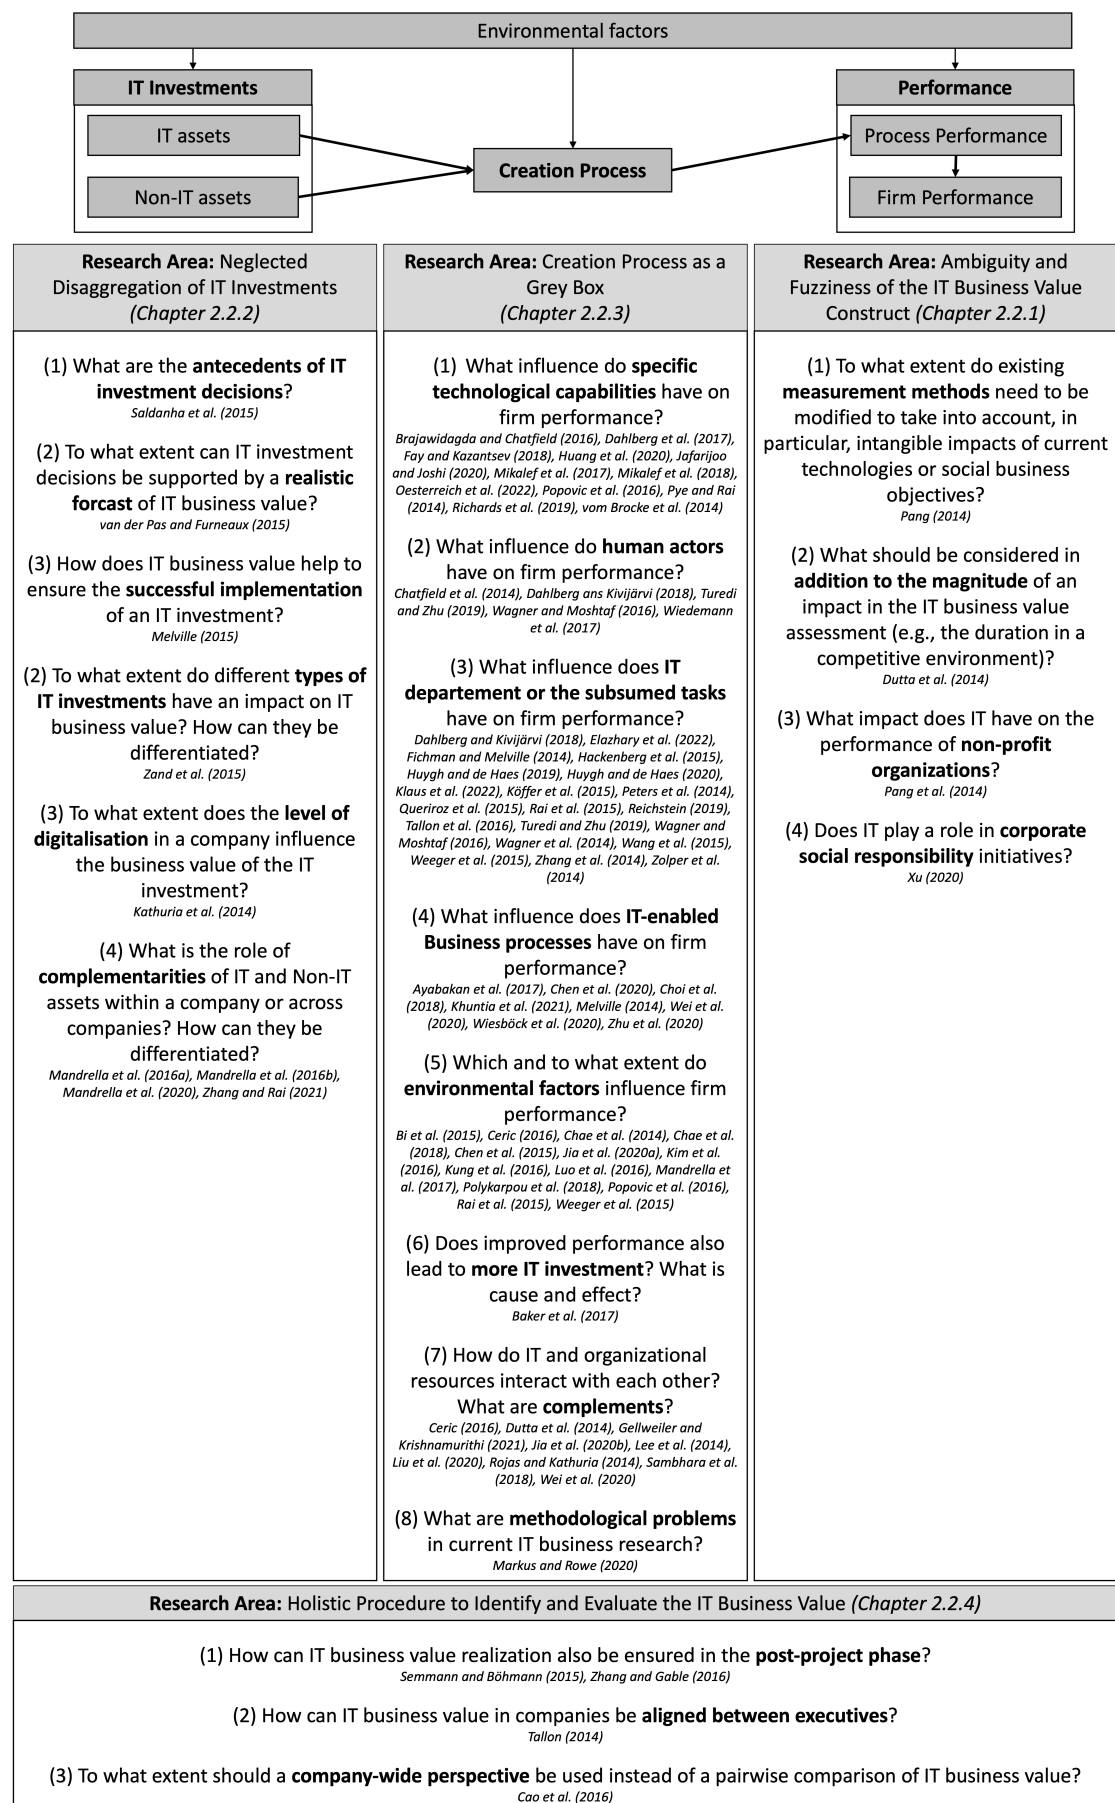 Environmental factors
IT Investments
IT assets
Non-IT assets
Creation Process
Performance
Process Performance
Firm Performance
Research Area: Neglected
Disaggregation of IT Investments
(Chapter 2.2.2)
(1) What are the antecedents of IT
investment decisions?
Saldanha et al. (2015)
(2) To what extent can IT investment
decisions be supported by a realistic
forcast of IT business value?
van der Pas and Furneaux (2015)
(3) How does IT business value help to
ensure the successful implementation
of an IT investment?
Melville (2015)
(2) To what extent do different types of
IT investments have an impact on IT
business value? How can they be
differentiated?
Zand et al. (2015)
(3) To what extent does the level of
digitalisation in a company influence
the business value of the IT
investment?
Kathuria et al. (2014)
(4) What is the role of
complementarities of IT and Non-IT
assets within a company or across
companies? How can they be
differentiated?
Mandrella et al. (2016a), Mandrella et al. (2016b),
Mandrella et al. (2020), Zhang and Rai (2021)
Research Area: Creation Process as a
Grey Box
(Chapter 2.2.3)
(1) What influence do specific
technological capabilities have on
firm performance?
Brajawidagda and Chatfield (2016), Dahlberg et al. (2017),
Fay and Kazantsev (2018), Huang et al. (2020), Jafarijoo
and Joshi (2020), Mikalef et al. (2017), Mikalef et al. (2018),
Oesterreich et al. (2022), Popovic et al. (2016), Pye and Rai
(2014), Richards et al. (2019), vom Brocke et al. (2014)
(2) What influence do human actors
have on firm performance?
Chatfield et al. (2014), Dahlberg ans Kivijärvi (2018), Turedi
and Zhu (2019), Wagner and Moshtaf (2016), Wiedemann
et al. (2017)
(3) What influence does IT
departement or the subsumed tasks
have on firm performance?
Dahlberg and Kivijärvi (2018), Elazhary et al. (2022),
Fichman and Melville (2014), Hackenberg et al. (2015),
Huygh and de Haes (2019), Huygh and de Haes (2020),
Klaus et al. (2022), Köffer et al. (2015), Peters et al. (2014),
Queriroz et al. (2015), Rai et al. (2015), Reichstein (2019),
Tallon et al. (2016), Turedi and Zhu (2019), Wagner and
Moshtaf (2016), Wagner et al. (2014), Wang et al. (2015),
Weeger et al. (2015), Zhang et al. (2014), Zolper et al.
(2014)
(4) What influence does IT-enabled
Business processes have on firm
performance?
Ayabakan et al. (2017), Chen et al. (2020), Choi et al.
(2018), Khuntia et al. (2021), Melville (2014), Wei et al.
(2020), Wiesböck et al. (2020), Zhu et al. (2020)
(5) Which and to what extent do
environmental factors influence firm
performance?
Bi et al. (2015), Ceric (2016), Chae et al. (2014), Chae et al.
(2018), Chen et al. (2015), Jia et al. (2020a), Kim et al.
(2016), Kung et al. (2016), Luo et al. (2016), Mandrella et
al. (2017), Polykarpou et al. (2018), Popovic et al. (2016),
Rai et al. (2015), Weeger et al. (2015)
(6) Does improved performance also
lead to more IT investment? What is
cause and effect?
Baker et al. (2017)
(7) How do IT and organizational
resources interact with each other?
What are complements?
Ceric (2016), Dutta et al. (2014), Gellweiler and
Krishnamurithi (2021), Jia et al. (2020b), Lee et al. (2014),
Liu et al. (2020), Rojas and Kathuria (2014), Sambhara et al.
(2018), Wei et al. (2020)
(8) What are methodological problems
in current IT business research?
Markus and Rowe (2020)
Research Area: Ambiguity and
Fuzziness of the IT Business Value
Construct (Chapter 2.2.1)
(1) To what extent do existing
measurement methods need to be
modified to take into account, in
particular, intangible impacts of current
technologies or social business
objectives?
Pang (2014)
(2) What should be considered in
addition to the magnitude of an
impact in the IT business value
assessment (e.g., the duration in a
competitive environment)?
Dutta et al. (2014)
(3) What impact does IT have on the
performance of non-profit
organizations?
Pang et al. (2014)
(4) Does IT play a role in corporate
social responsibility initiatives?
Xu (2020)
Research Area: Holistic Procedure to Identify and Evaluate the IT Business Value (Chapter 2.2.4)
(1) How can IT business value realization also be ensured in the post-project phase?
Semmann and Böhmann (2015), Zhang and Gable (2016)
(2) How can IT business value in companies be aligned between executives?
Tallon (2014)
(3) To what extent should a company-wide perspective be used instead of a pairwise comparison of IT business value?
Cao et al. (2016)